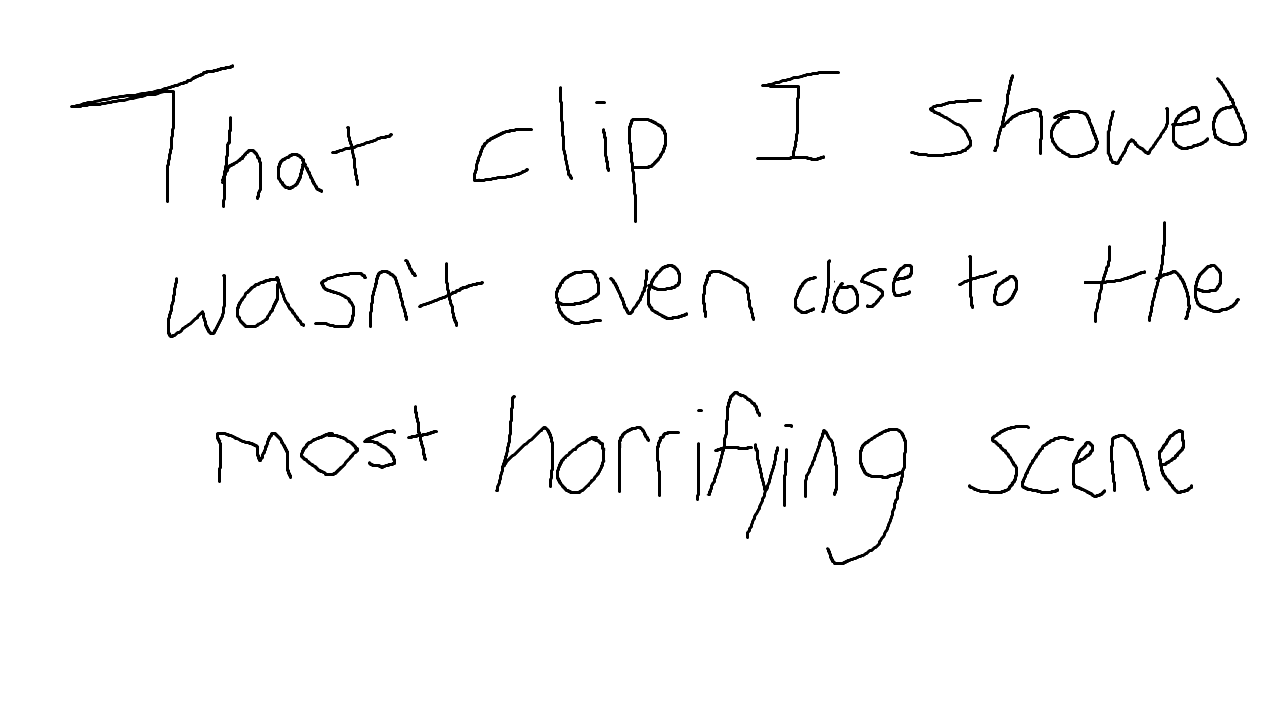 That clip I showed
wasn't even close to the
most horrifying scene